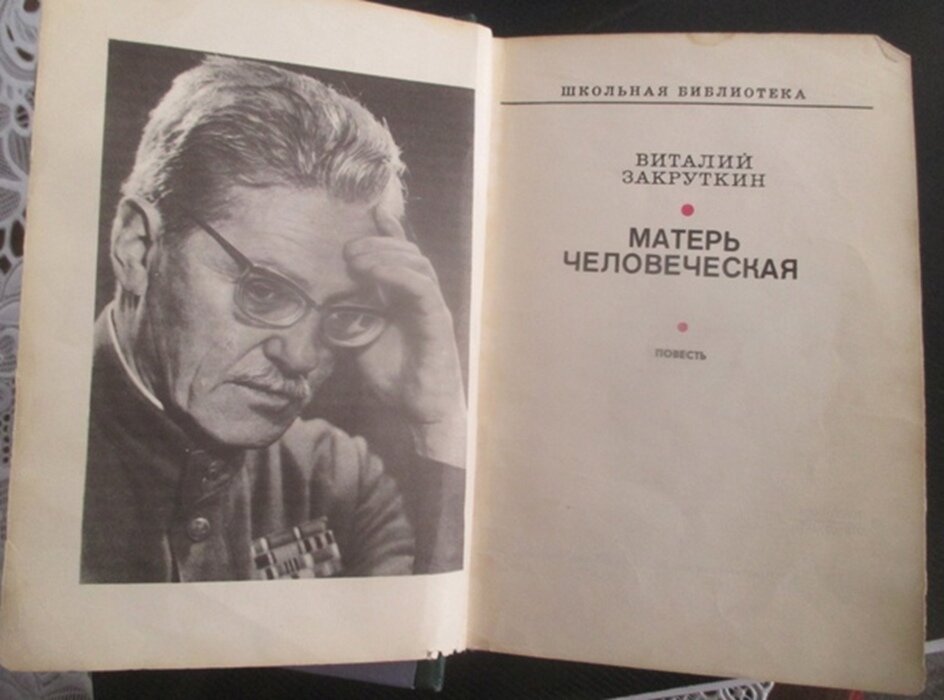 ШКОЛЬНАЯ БИБЛИОТЕКА
ВИТАЛИЙ
ЗАКРУТКИН
МАТЕРЬ
ЧЕЛОВЕЧЕСКАЯ
ПОВЕСТЬ